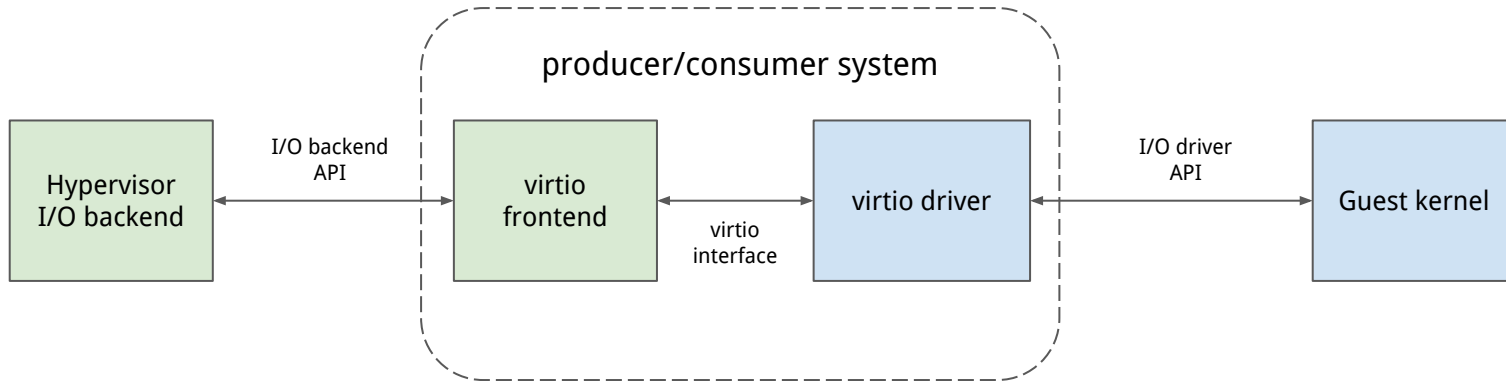 producer/consumer system
Hypervisor
I/O backend
I/O backend
API
virtio
frontend
virtio
interface
virtio driver
I/O driver
API
Guest kernel